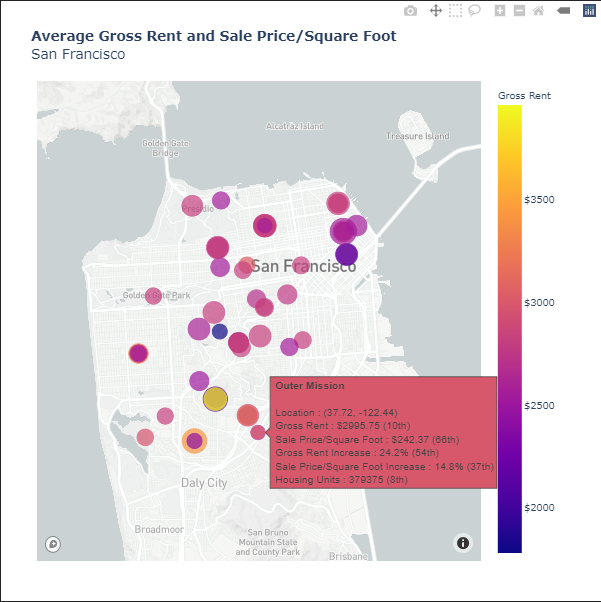 Average Gross Rent and Sale Price/Square Foot
San Francisco
Gross Rent
Alcatraz Island
Treasure Island
Golden Gate
Bridge
Presidio
$3500
San Francisco
Golden Gate Park
$3000
Outer Mission
Location : (37.72, -122.44)
Gross Rent : $2995.75 (10th)
Sale Price/Square Foot : $242.37 (66th)
Gross Rent Increase : 24.2% (54th)
Sale Price/Square Foot Increase : 14.8% (37th)
Housing Units : 379375 (8th)
$2500
Daly City
$2000
Broadmoor
San Bruno
Mountain State
and County Park
Brisbane